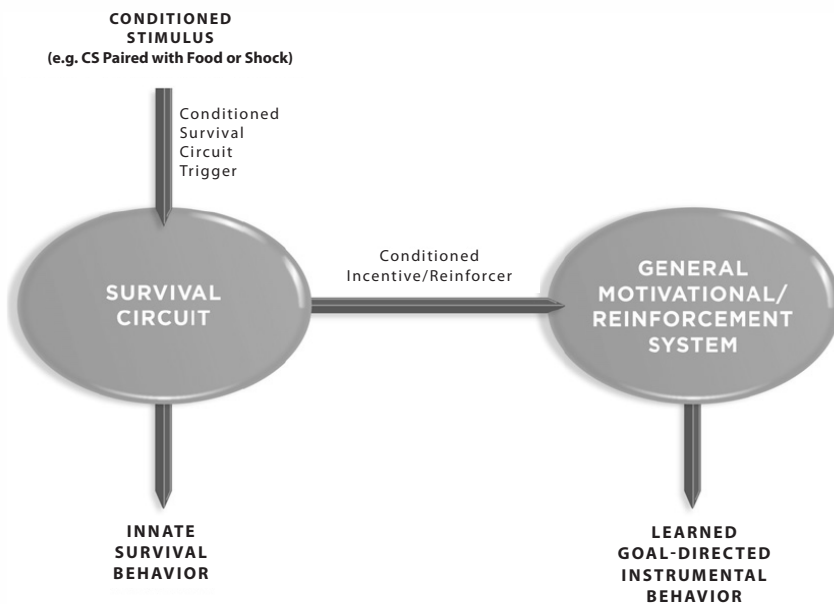 CONDITIONED
STIMULUS
(e.g. CS Paired with Food or Shock)
Conditioned
Survival
Circuit
Trigger
SURVIVAL
CIRCUIT
Conditioned
Incentive/Reinforcer
GENERAL
MOTIVATIONAL/
REINFORCEMENT
SYSTEM
INNATE
SURVIVAL
BEHAVIOR
LEARNED
GOAL-DIRECTED
INSTRUMENTAL
BEHAVIOR